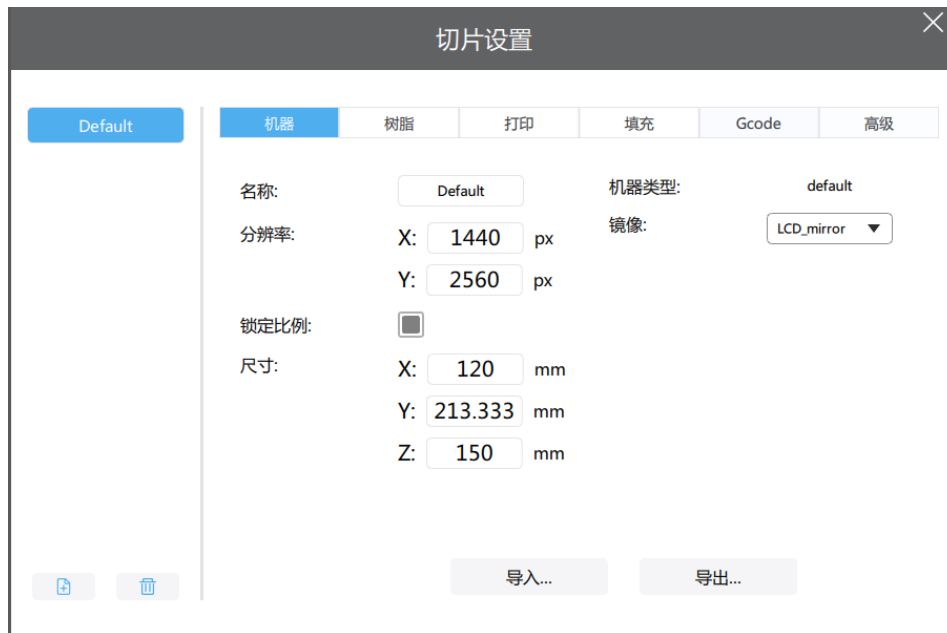 切片设置
Default
机器 树脂 打印 填充 Gcode 高级
名称: Default 机器类型: default
分辨率: X: 1440 px 镜像: LCD_mirror
Y: 2560 px
锁定比例:
尺寸: X: 120 mm
Y: 213.333 mm
Z: 150 mm
导入... 导出...